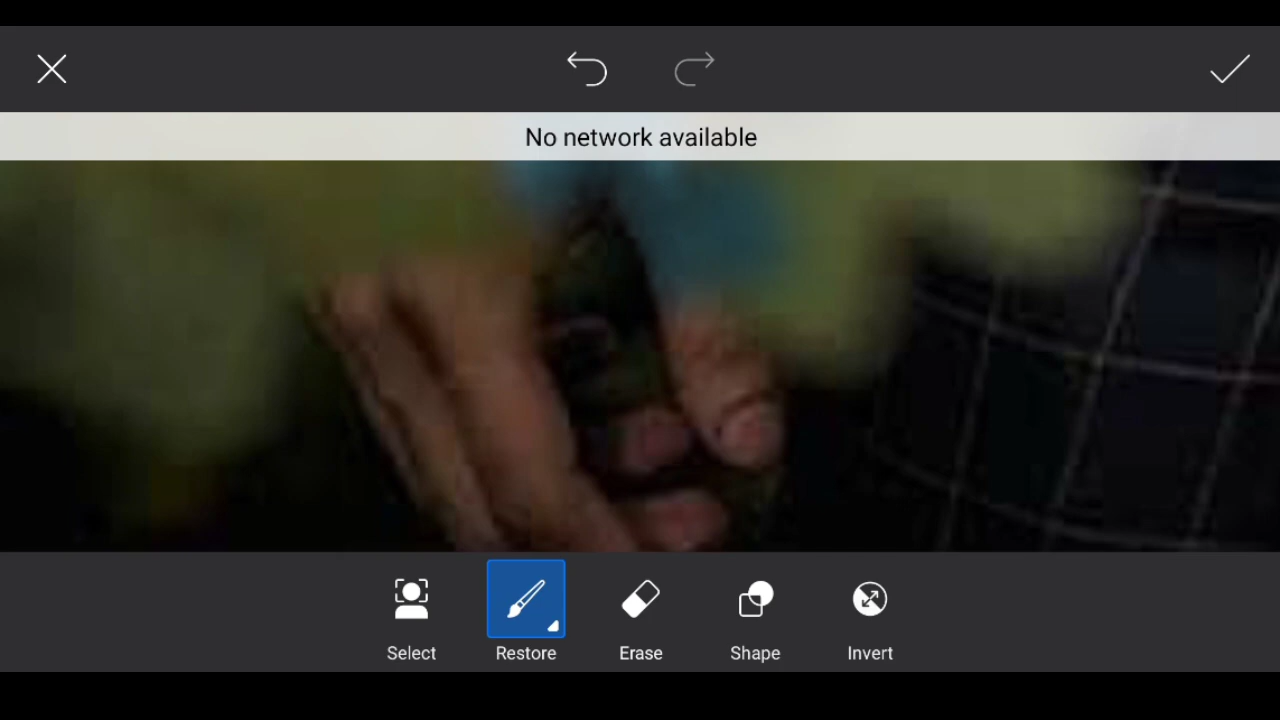 No network available
Select
Restore
Erase
Shape
Invert